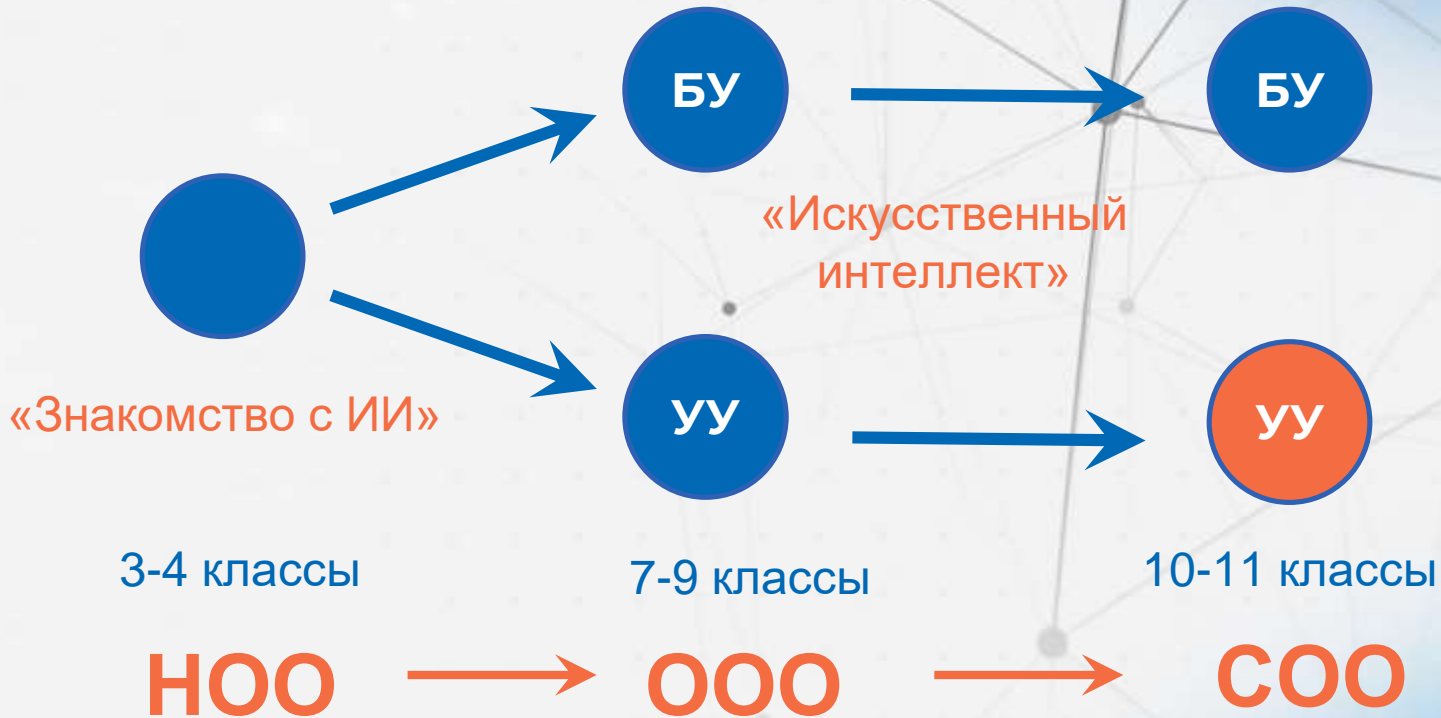 БУ
БУ
«Искусственный
интеллект»
«Знакомство с ИИ»
УУ
УУ
3-4 классы
7-9 классы
10-11 классы
НОО
ООО
СОО